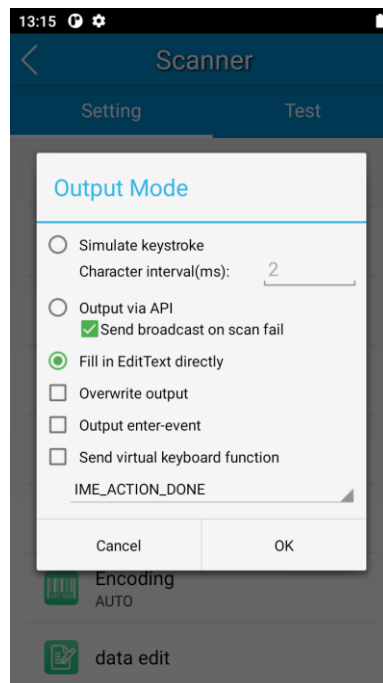 13:15
Scanner
Setting Test
Output Mode
Simulate keystroke
Character interval(ms): 2
Output via API
Send broadcast on scan fail
Fill in EditText directly
Overwrite output
Output enter-event
Send virtual keyboard function
IME_ACTION_DONE
Cancel OK
Encoding
AUTO
data edit